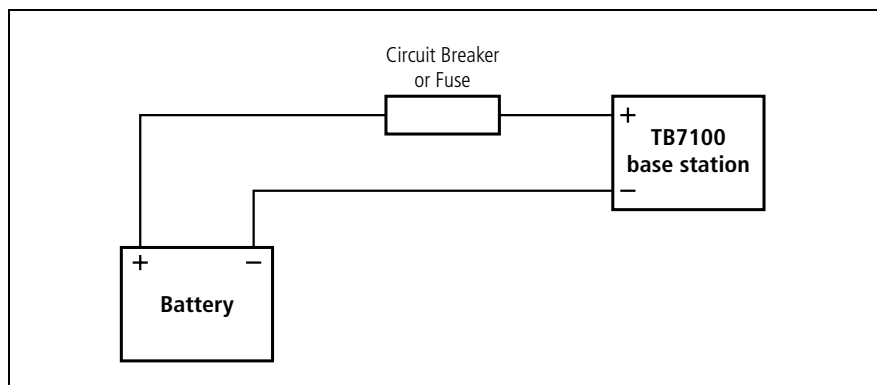 Circuit Breaker
or Fuse
+
TB7100
base station
−
+ −
Battery